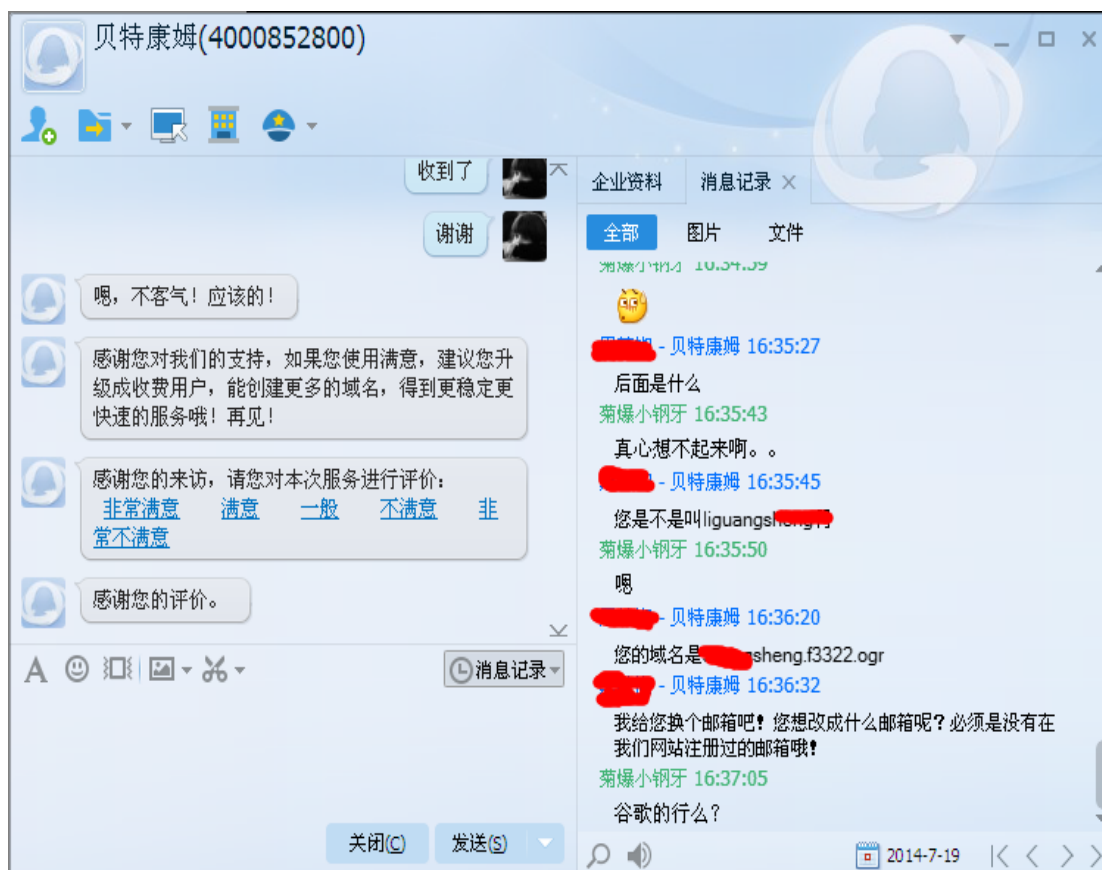 贝特康姆(4000852800)
收到了
谢谢
嗯，不客气！应该的！
感谢您对我们的支持，如果您使用满意，建议您升
级成收费用户，能创建更多的域名，得到更稳定更
快速的服务哦！再见！
感谢您的来访，请您对本次服务进行评价：
非常满意 满意 一般 不满意 非
常不满意
感谢您的评价。
消息记录
关闭(C) 发送(S)
企业资料 消息记录
全部 图片 文件
菊爆小钢牙 16:34:59
- 贝特康姆 16:35:27
后面是什么
菊爆小钢牙 16:35:43
真心想不起来啊。。
- 贝特康姆 16:35:45
您是不是叫liguangsh
菊爆小钢牙 16:35:50
嗯
- 贝特康姆 16:36:20
您的域名是 gsheng.f3322.ogr
- 贝特康姆 16:36:32
我给您换个邮箱吧！您想改成什么邮箱呢？必须是没有在
我们网站注册过的邮箱哦！
菊爆小钢牙 16:37:05
谷歌的行么？
2014-7-19